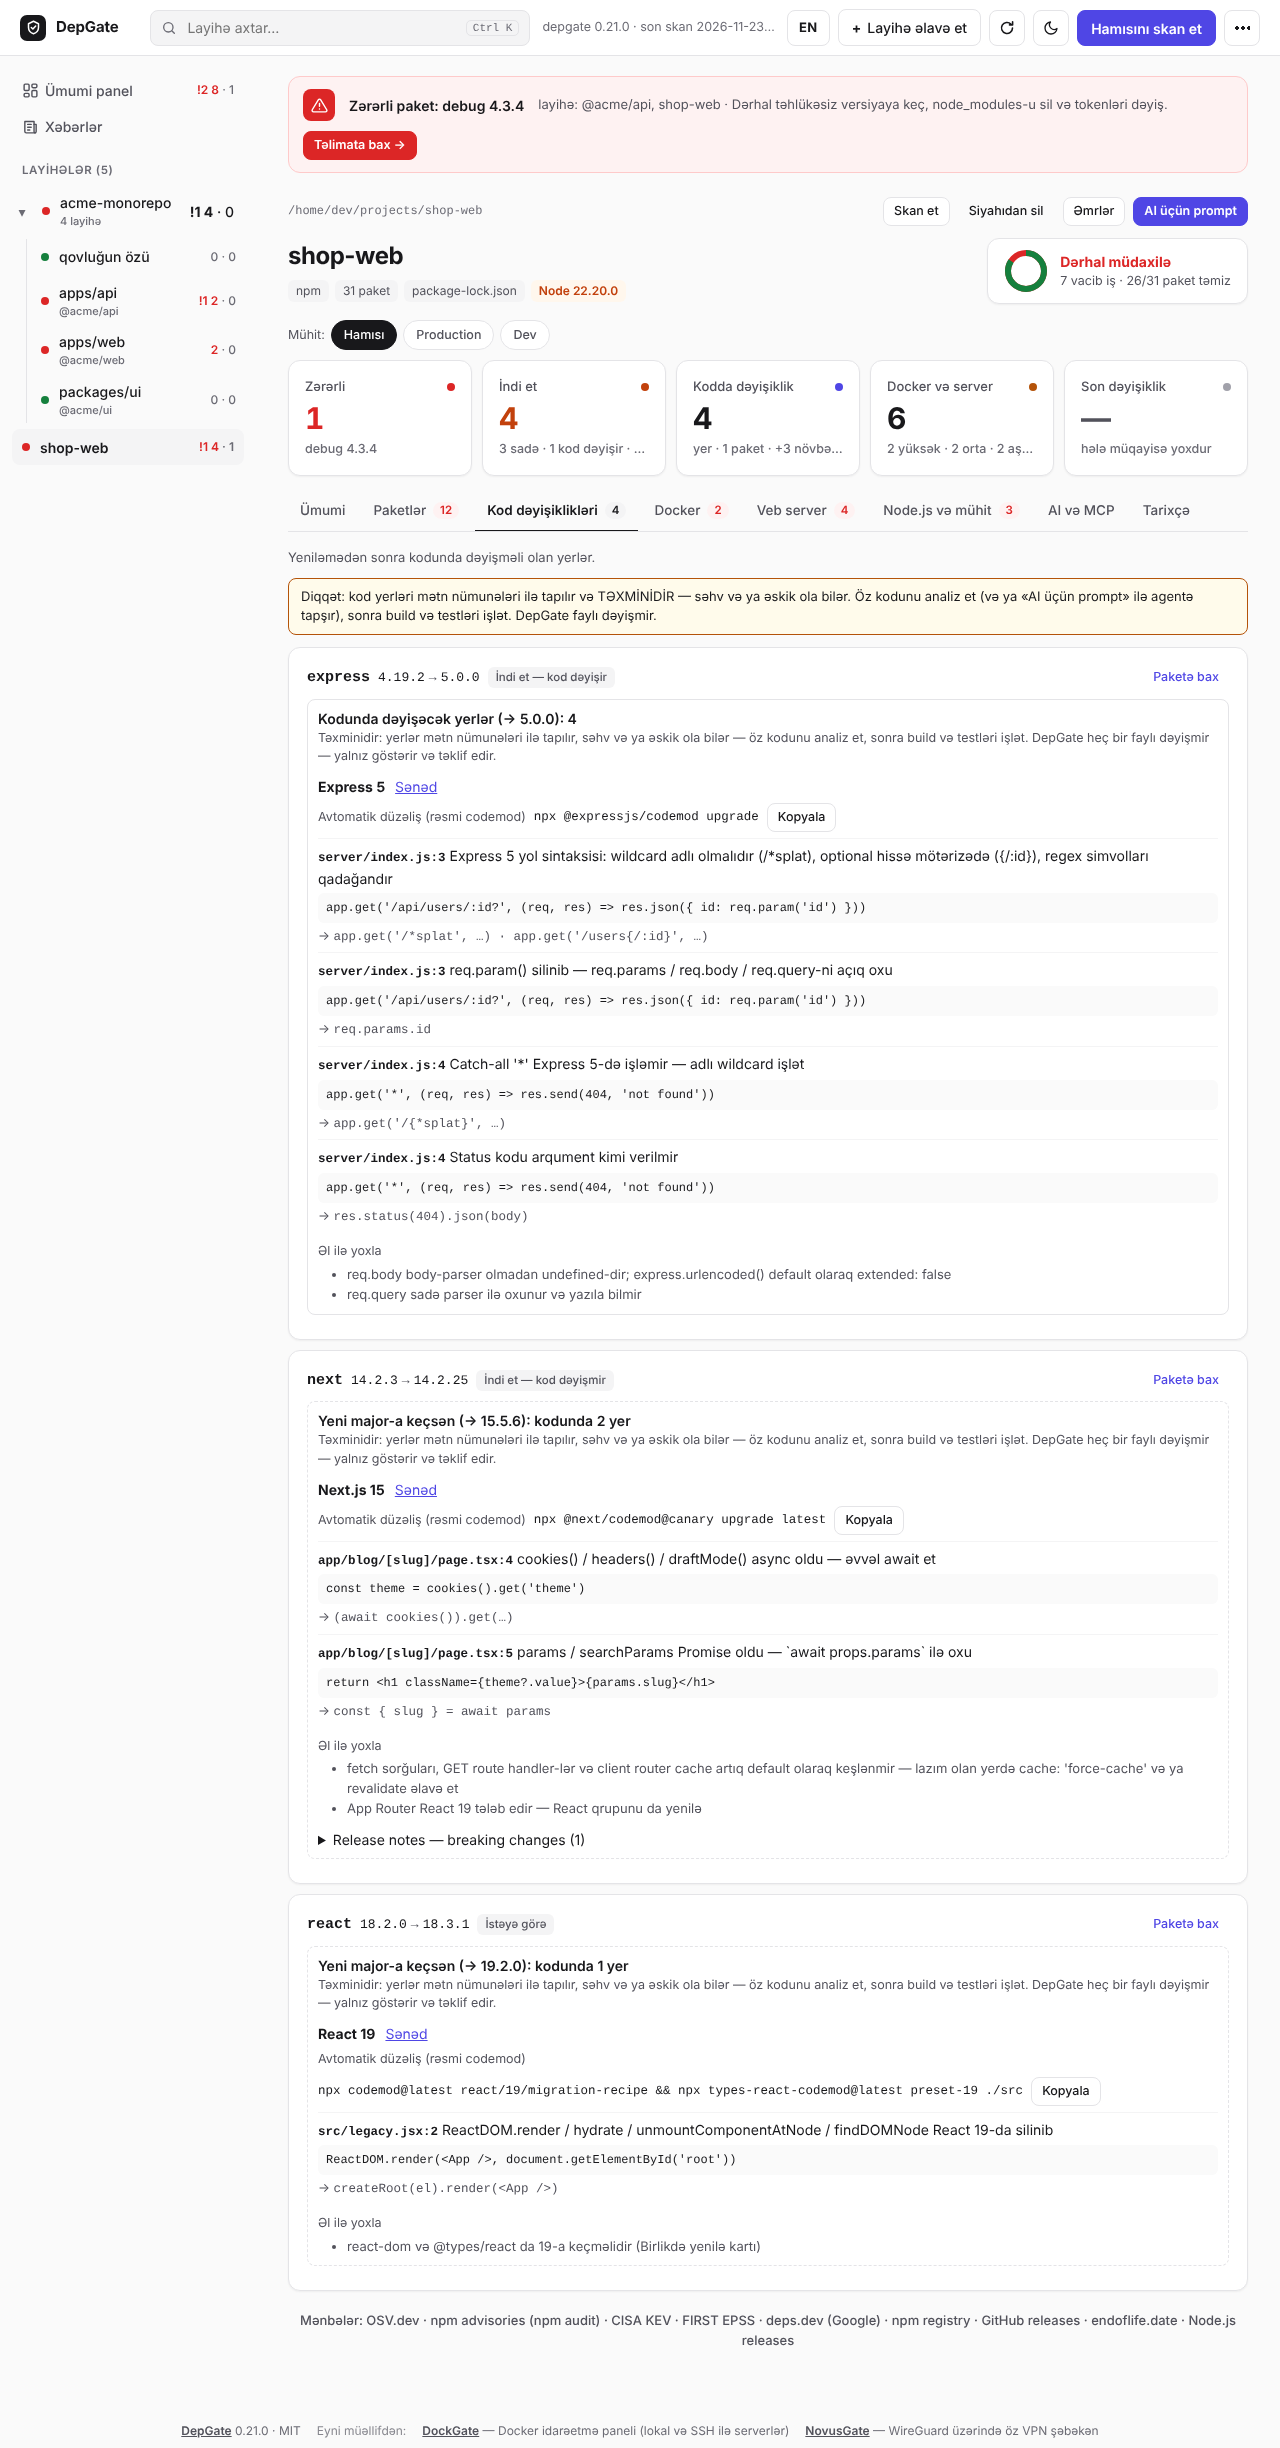 DepGate
Layihə axtar...
Ctrl K
depgate 0.21.0 · son skan 2026-11-23...
EN
+ Layihə əlavə et
Hamısını skan et
Ümumi panel
!2 8 · 1
Xəbərlər
LAYİHƏLƏR (5)
acme-monorepo
!1 4 · 0
4 layihə
qovluğun özü
0 · 0
apps/api
!1 2 · 0
@acme/api
apps/web
2 · 0
@acme/web
packages/ui
0 · 0
@acme/ui
shop-web
!1 4 · 1
Zərərli paket: debug 4.3.4
layihə: @acme/api, shop-web · Dərhal təhlükəsiz versiyaya keç, node_modules-u sil və tokenləri dəyiş.
Təlimata bax →
/home/dev/projects/shop-web
Skan et
Siyahıdan sil
Əmrlər
AI üçün prompt
shop-web
npm
31 paket
package-lock.json
Node 22.20.0
Dərhal müdaxilə
7 vacib iş · 26/31 paket təmiz
Mühit:
Hamısı
Production
Dev
Zərərli
1
debug 4.3.4
İndi et
4
3 sadə · 1 kod dəyişir · ...
Kodda dəyişiklik
4
yer · 1 paket · +3 növbə...
Docker və server
6
2 yüksək · 2 orta · 2 aş...
Son dəyişiklik
—
hələ müqayisə yoxdur
Ümumi
Paketlər 12
Kod dəyişiklikləri 4
Docker 2
Veb server 4
Node.js və mühit 3
AI və MCP
Tarixçə
Yeniləmədən sonra kodunda dəyişməli olan yerlər.
Diqqət: kod yerləri mətn nümunələri ilə tapılır və TƏXMİNİDİR — səhv və ya əskik ola bilər. Öz kodunu analiz et (və ya «AI üçün prompt» ilə agentə
tapşır), sonra build və testləri işlət. DepGate faylı dəyişmir.
express 4.19.2 → 5.0.0 İndi et — kod dəyişir
Paketə bax
Kodunda dəyişəcək yerlər (→ 5.0.0): 4
Təxminidir: yerlər mətn nümunələri ilə tapılır, səhv və ya əskik ola bilər — öz kodunu analiz et, sonra build və testləri işlət. DepGate heç bir faylı dəyişmir
— yalnız göstərir və təklif edir.
Express 5 Sənəd
Avtomatik düzəliş (rəsmi codemod) npx @expressjs/codemod upgrade Kopyala
server/index.js:3 Express 5 yol sintaksisi: wildcard adlı olmalıdır (/*splat), optional hissə mötərizədə ({/:id}), regex simvolları
qadağandır
app.get('/api/users/:id?', (req, res) => res.json({ id: req.param('id') }))
→ app.get('/*splat', …) · app.get('/users{/:id}', …)
server/index.js:3 req.param() silinib — req.params / req.body / req.query-ni açıq oxu
app.get('/api/users/:id?', (req, res) => res.json({ id: req.param('id') }))
→ req.params.id
server/index.js:4 Catch-all '*' Express 5-də işləmir — adlı wildcard işlət
app.get('*', (req, res) => res.send(404, 'not found'))
→ app.get('/{*splat}', …)
server/index.js:4 Status kodu arqument kimi verilmir
app.get('*', (req, res) => res.send(404, 'not found'))
→ res.status(404).json(body)
Əl ilə yoxla
• req.body body-parser olmadan undefined-dir; express.urlencoded() default olaraq extended: false
• req.query sadə parser ilə oxunur və yazıla bilmir
next 14.2.3 → 14.2.25 İndi et — kod dəyişmir
Paketə bax
Yeni major-a keçsən (→ 15.5.6): kodunda 2 yer
Təxminidir: yerlər mətn nümunələri ilə tapılır, səhv və ya əskik ola bilər — öz kodunu analiz et, sonra build və testləri işlət. DepGate heç bir faylı dəyişmir
— yalnız göstərir və təklif edir.
Next.js 15 Sənəd
Avtomatik düzəliş (rəsmi codemod) npx @next/codemod@canary upgrade latest Kopyala
app/blog/[slug]/page.tsx:4 cookies() / headers() / draftMode() async oldu — əvvəl await et
const theme = cookies().get('theme')
→ (await cookies()).get(…)
app/blog/[slug]/page.tsx:5 params / searchParams Promise oldu — `await props.params` ilə oxu
return <h1 className={theme?.value}>{params.slug}</h1>
→ const { slug } = await params
Əl ilə yoxla
• fetch sorğuları, GET route handler-lər və client router cache artıq default olaraq keşlənmir — lazım olan yerdə cache: 'force-cache' və ya
revalidate əlavə et
• App Router React 19 tələb edir — React qrupunu da yenilə
▶ Release notes — breaking changes (1)
react 18.2.0 → 18.3.1 İstəyə görə
Paketə bax
Yeni major-a keçsən (→ 19.2.0): kodunda 1 yer
Təxminidir: yerlər mətn nümunələri ilə tapılır, səhv və ya əskik ola bilər — öz kodunu analiz et, sonra build və testləri işlət. DepGate heç bir faylı dəyişmir
— yalnız göstərir və təklif edir.
React 19 Sənəd
Avtomatik düzəliş (rəsmi codemod)
npx codemod@latest react/19/migration-recipe && npx types-react-codemod@latest preset-19 ./src Kopyala
src/legacy.jsx:2 ReactDOM.render / hydrate / unmountComponentAtNode / findDOMNode React 19-da silinib
ReactDOM.render(<App />, document.getElementById('root'))
→ createRoot(el).render(<App />)
Əl ilə yoxla
• react-dom və @types/react da 19-a keçməlidir (Birlikdə yenilə kartı)
Mənbələr: OSV.dev · npm advisories (npm audit) · CISA KEV · FIRST EPSS · deps.dev (Google) · npm registry · GitHub releases · endoflife.date · Node.js
releases
DepGate 0.21.0 · MIT Eyni müəllifdən: DockGate — Docker idarəetmə paneli (lokal və SSH ilə serverlər) NovusGate — WireGuard üzərində öz VPN şəbəkən